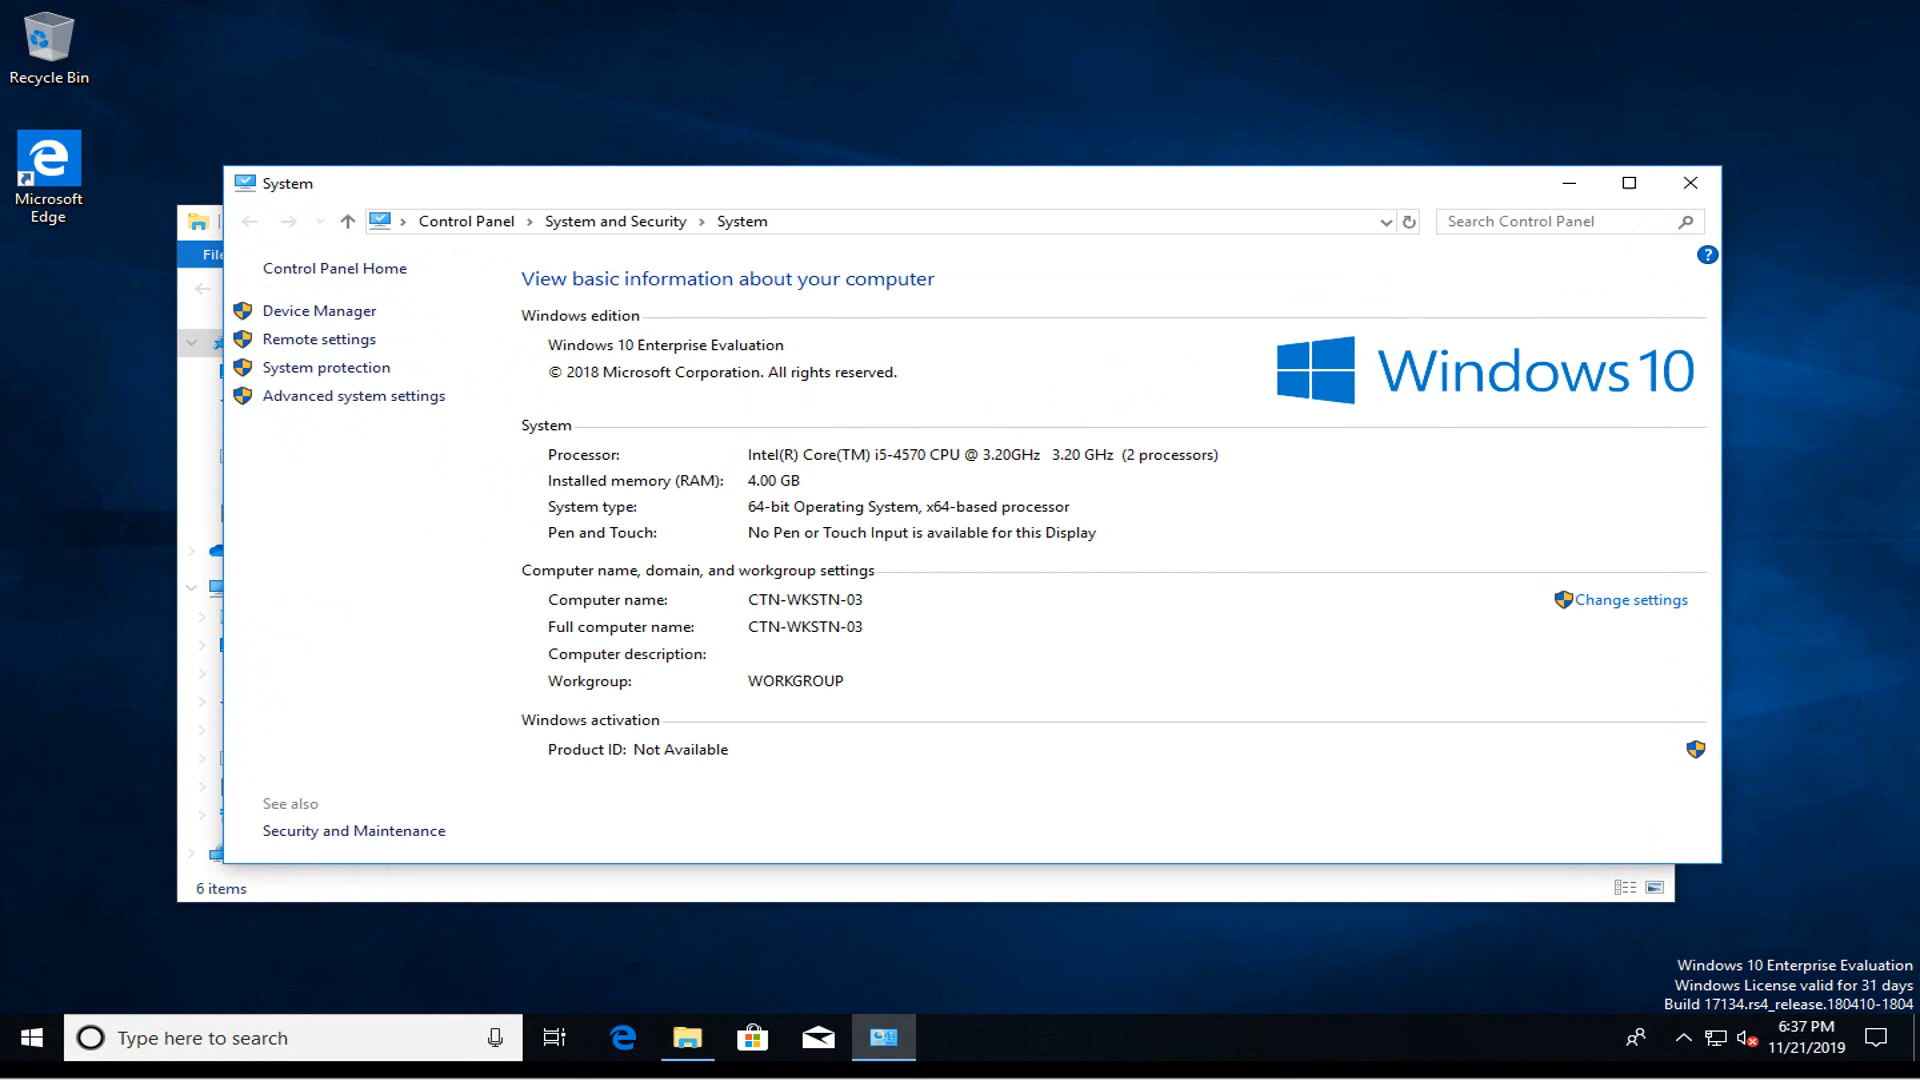 Recycle Bin
Microsoft
Edge
System
Control Panel
System and Security
System
Search Control Panel
File
?
Control Panel Home
Device Manager
Remote settings
System protection
Advanced system settings
View basic information about your computer
Windows edition
Windows 10 Enterprise Evaluation
© 2018 Microsoft Corporation. All rights reserved.
Windows 10
System
Processor: Intel(R) Core(TM) i5-4570 CPU @ 3.20GHz 3.20 GHz (2 processors)
Installed memory (RAM): 4.00 GB
System type: 64-bit Operating System, x64-based processor
Pen and Touch: No Pen or Touch Input is available for this Display
Computer name, domain, and workgroup settings
Computer name: CTN-WKSTN-03
Change settings
Full computer name: CTN-WKSTN-03
Computer description:
Workgroup: WORKGROUP
Windows activation
Product ID: Not Available
See also
Security and Maintenance
6 items
Windows 10 Enterprise Evaluation
Windows License valid for 31 days
Build 17134.rs4_release.180410-1804
Type here to search
6:37 PM
11/21/2019